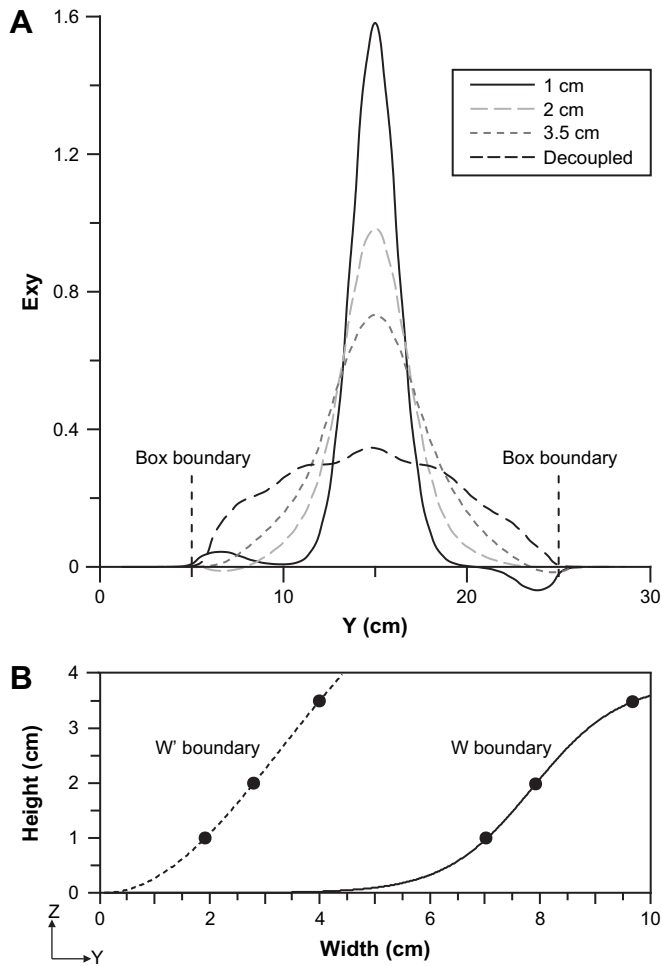 A
1.6
1.2
0.8
0.4
0
Exy
1 cm
2 cm
3.5 cm
Decoupled
Box boundary
Box boundary
0
10
20
30
Y (cm)
B
4
3
2
1
0
Height (cm)
W' boundary
W boundary
0
2
4
6
8
10
Width (cm)
Z
Y